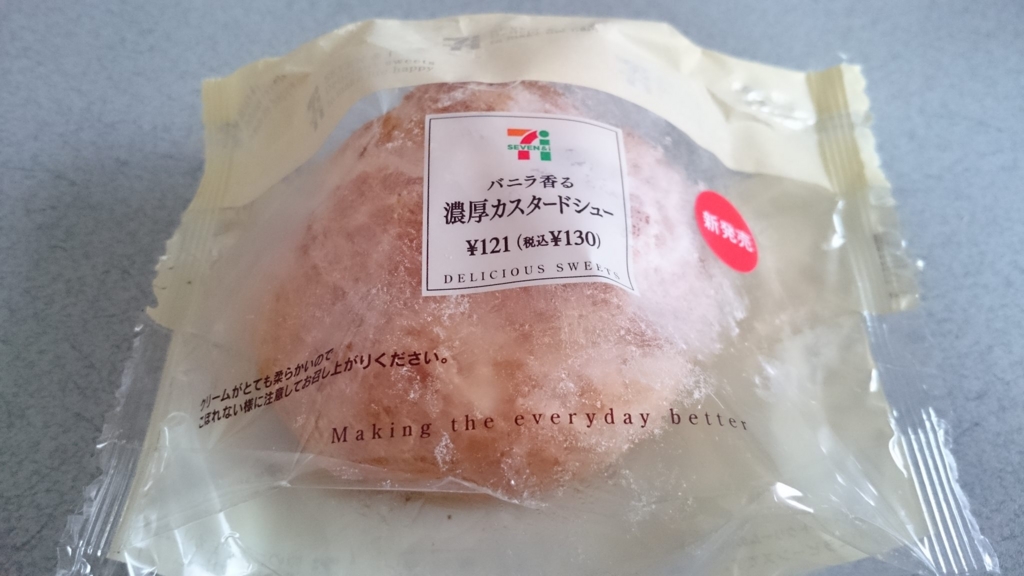 SEVEN&i
バニラ香る
濃厚カスタードシュー
¥121(税込¥130)
DELICIOUS SWEETS
新発売
クリームがとても柔らかいので
こぼれない様に注意してお召し上がりください。
Making the everyday better